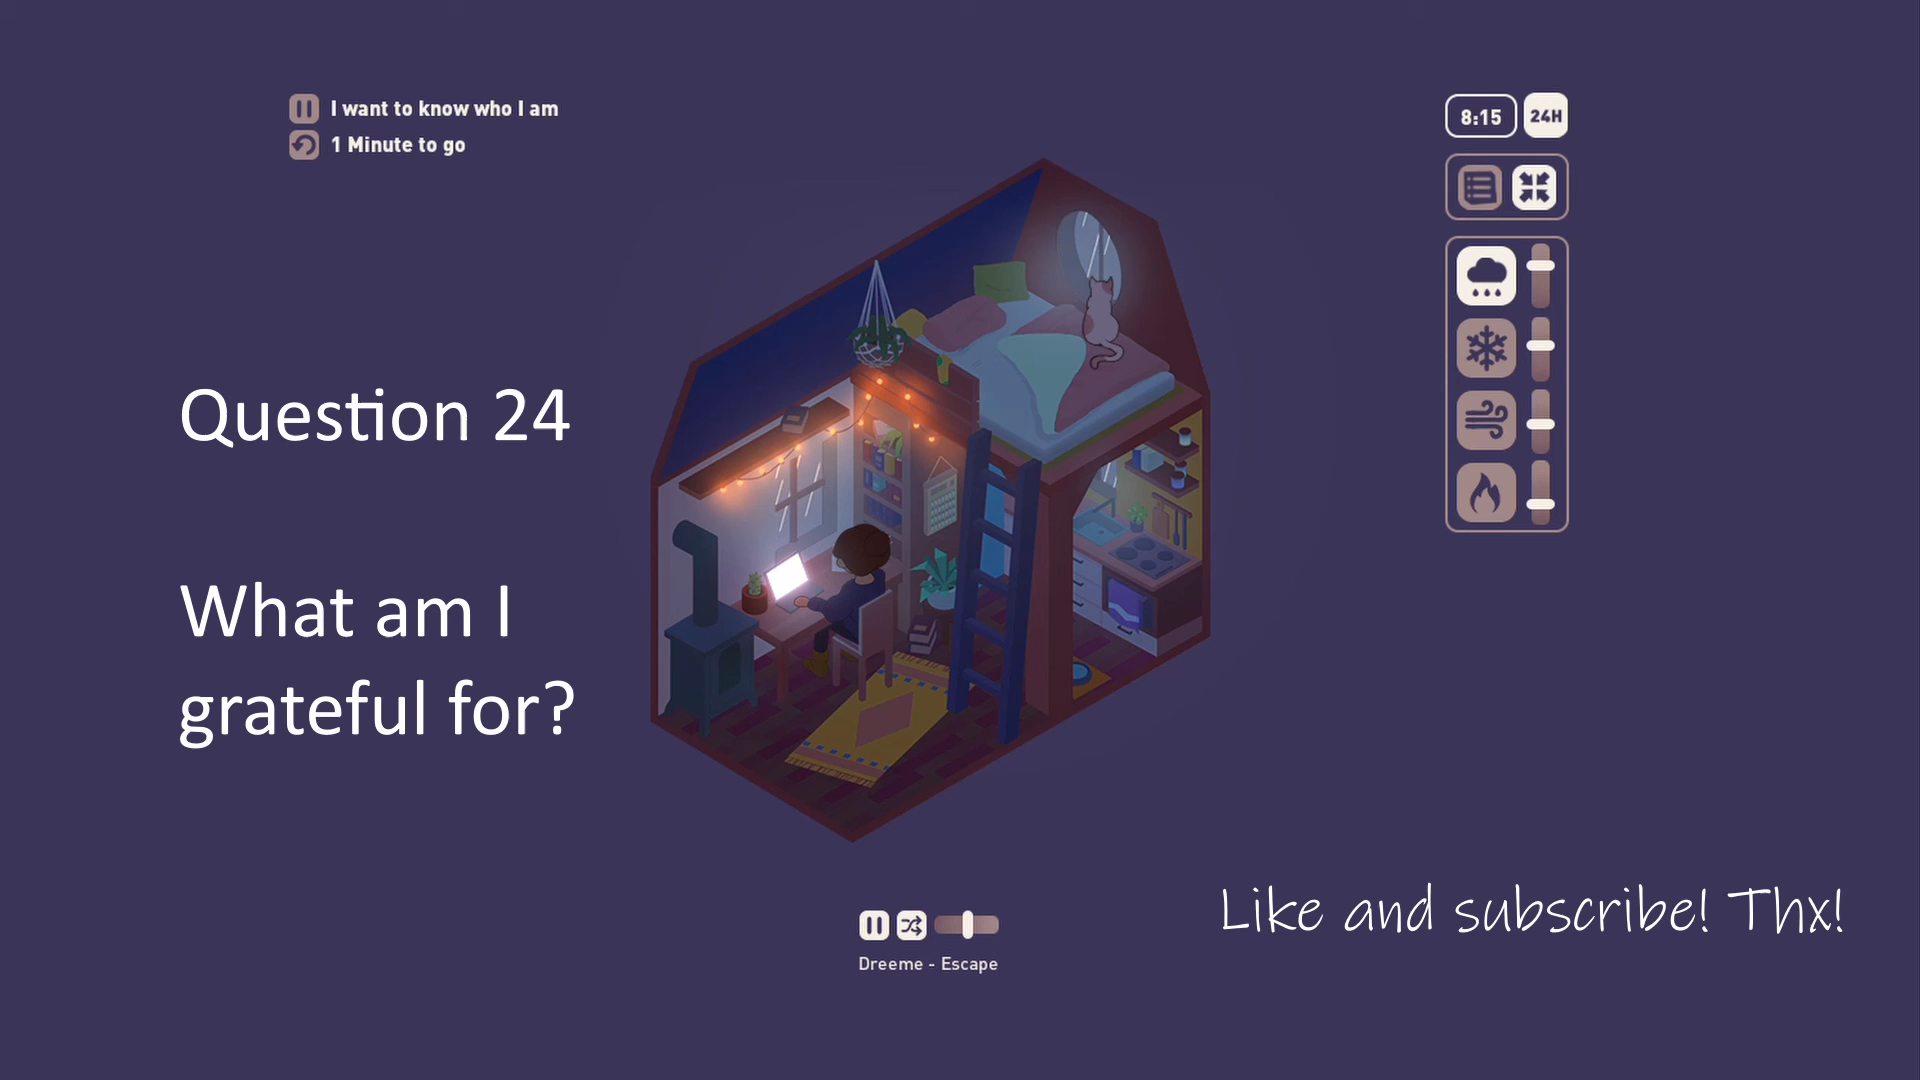 I want to know who I am
1 Minute to go
8:15
24H
Question 24
What am I
grateful for?
Like and subscribe! Thx!
Dreeme - Escape